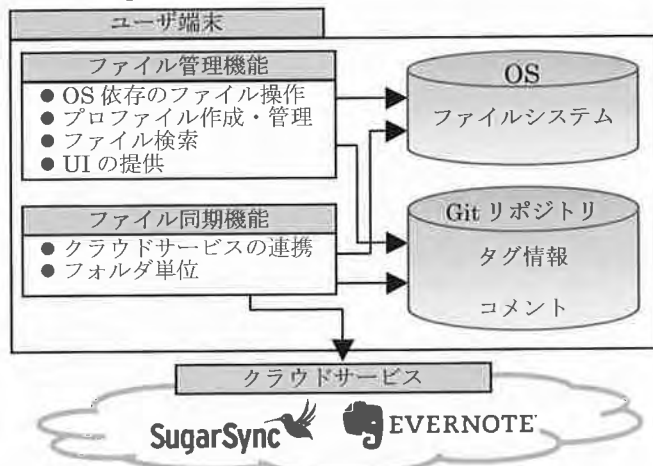 ユーザ端末
ファイル管理機能
● OS 依存のファイル操作
● プロファイル作成・管理
● ファイル検索
● UI の提供
OS
ファイルシステム
ファイル同期機能
● クラウドサービスの連携
● フォルダ単位
Git リポジトリ
タグ情報
コメント
クラウドサービス
SugarSync
EVERNOTE